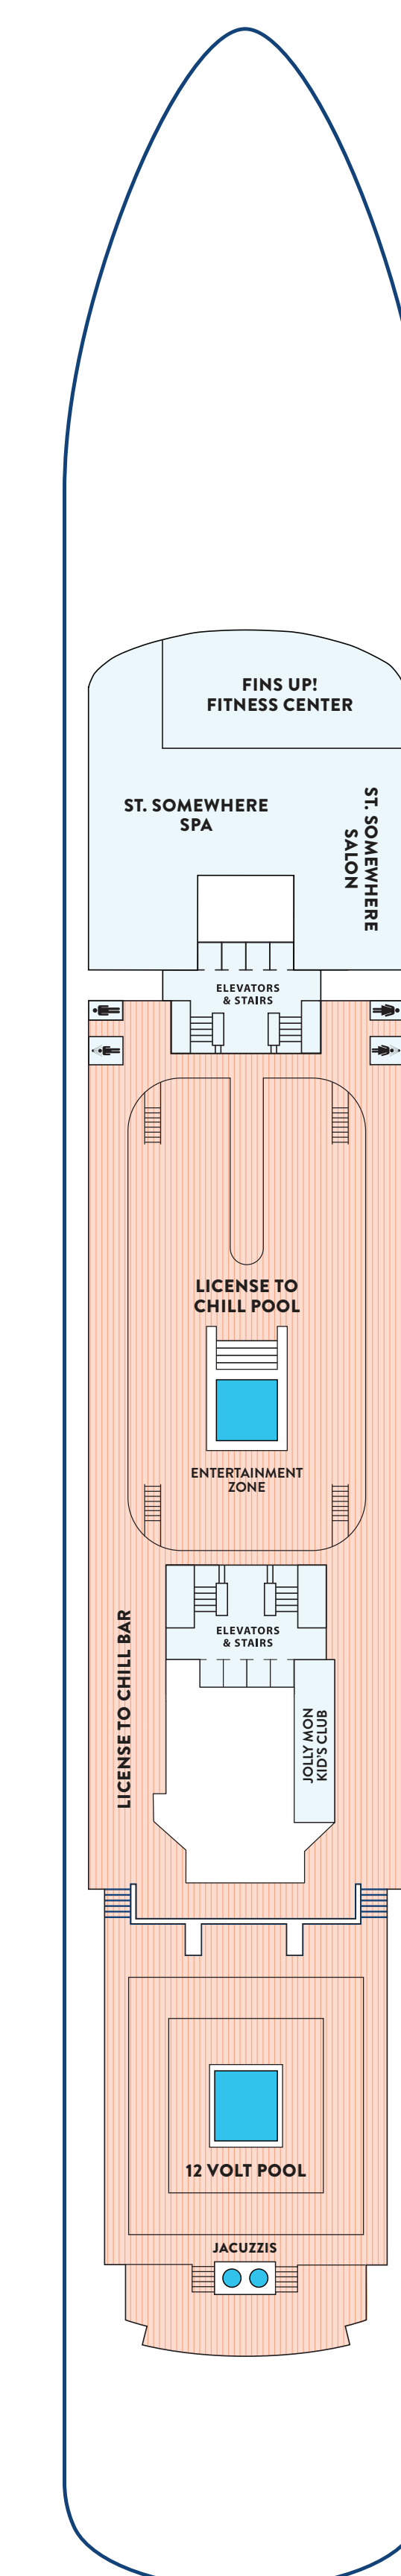 FINS UP!
FITNESS CENTER
ST. SOMEWHERE
SPA
ST. SOMEWHERE
SALON
ELEVATORS
& STAIRS
LICENSE TO
CHILL POOL
ENTERTAINMENT
ZONE
ELEVATORS
& STAIRS
LICENSE TO CHILL BAR
JOLLY MON
KID'S CLUB
12 VOLT POOL
JACUZZIS